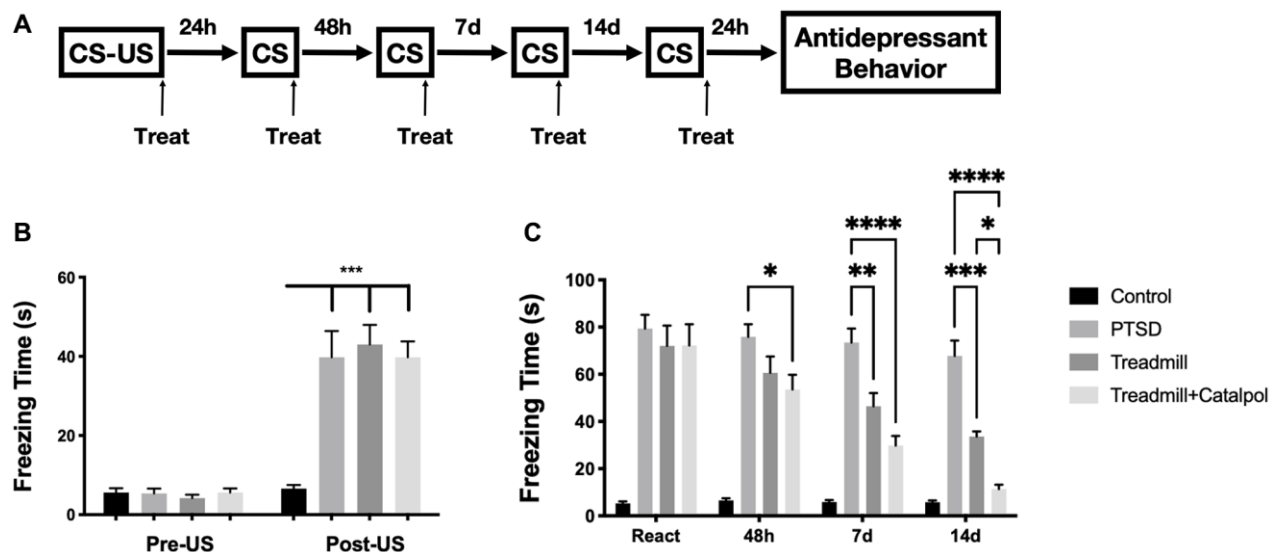 A
24h 48h 7d 14d 24h
CS-US CS CS CS CS Antidepressant
Behavior
Treat Treat Treat Treat Treat
B
Freezing Time (s)
60
40
20
0
***
Pre-US Post-US
C
Freezing Time (s)
100
80
60
40
20
0
*
****
**
****
*
***
React 48h 7d 14d
Control
PTSD
Treadmill
Treadmill+Catalpol